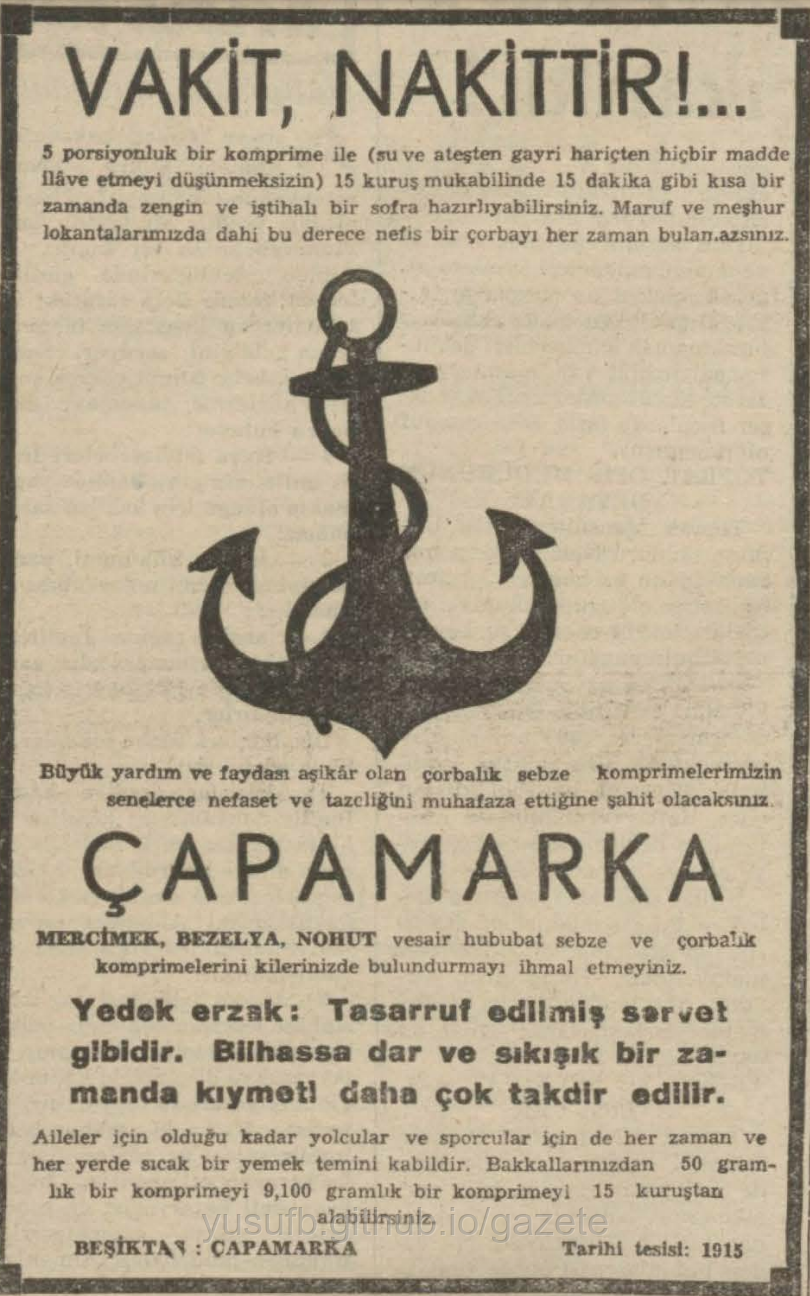 VAKİT, NAKİTTİR!...
5 porsiyonluk bir komprime ile (su ve ateşten gayri hariçten hiçbir madde
ilâve etmeyi düşünmeksizin) 15 kuruş mukabilinde 15 dakika gibi kısa bir
zamanda zengin ve iştihalı bir sofra hazırlıyabilirsiniz. Maruf ve meşhur
lokantalarımızda dahi bu derece nefis bir çorbayı her zaman bulamazsınız.
Büyük yardım ve faydası aşikâr olan çorbalık sebze komprimelerimizin
senelerce nefaset ve tazeliğini muhafaza ettiğine şahit olacaksınız.
ÇAPAMARKA
MERCİMEK, BEZELYA, NOHUT vesair hububat sebze ve çorbalık
komprimelerini kilerinizde bulundurmayı ihmal etmeyiniz.
Yedek erzak: Tasarruf edilmiş servet
gibidir. Bilhassa dar ve sıkışık bir za-
manda kıymeti daha çok takdir edilir.
Aileler için olduğu kadar yolcular ve sporcular için de her zaman ve
her yerde sıcak bir yemek temini kabildir. Bakkallarınızdan 50 gram-
lık bir komprimeyi 9,100 gramlık bir komprimeyi 15 kuruştan
alabilirsiniz.
yusufb.github.io/gazete
BEŞİKTAŞ : ÇAPAMARKA Tarihi tesisi: 1915